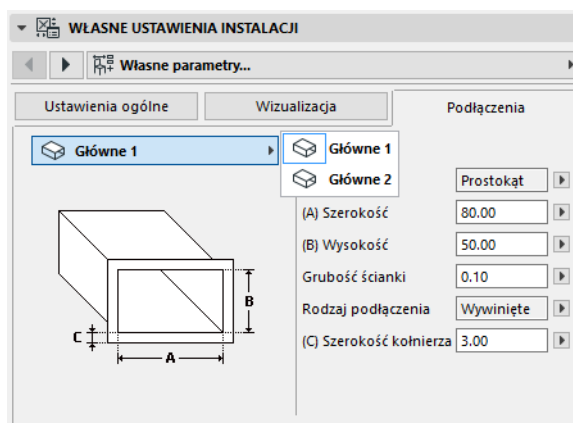 WŁASNE USTAWIENIA INSTALACJI
Własne parametry...
Ustawienia ogólne Wizualizacja Podłączenia
Główne 1 Główne 1
Główne 2
Prostokąt
(A) Szerokość 80.00
(B) Wysokość 50.00
Grubość ścianki 0.10
Rodzaj podłączenia Wywinięte
(C) Szerokość kołnierza 3.00
B
C
A